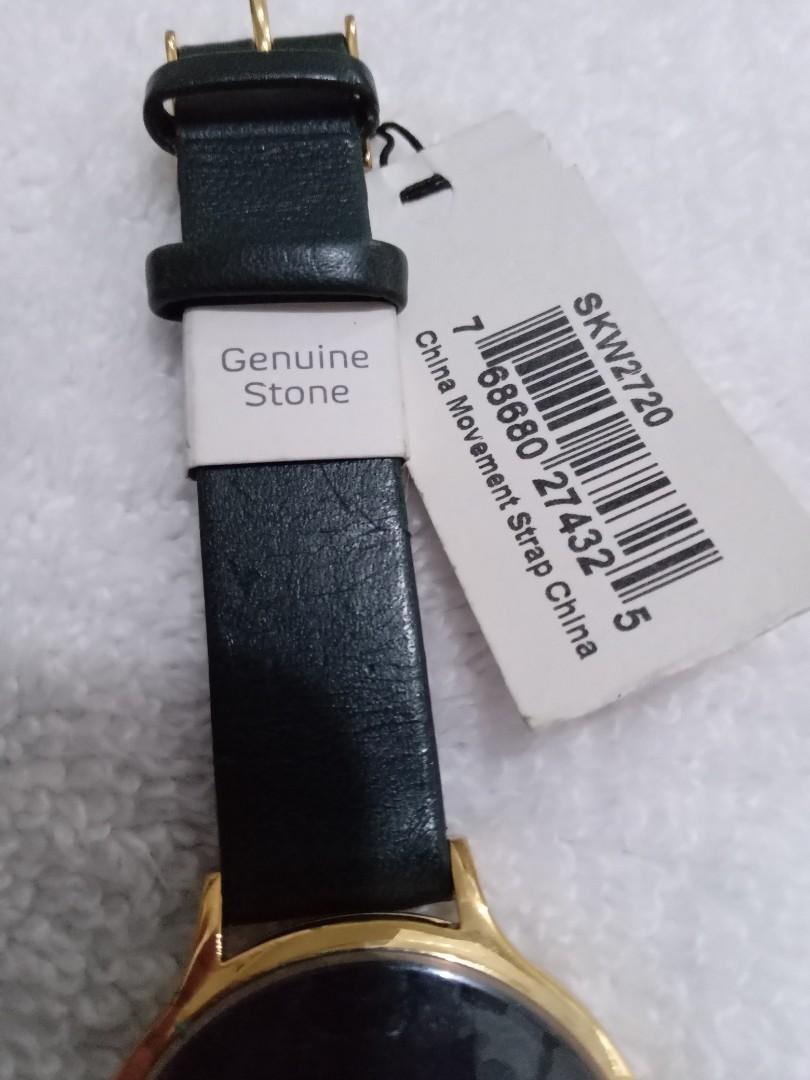 Genuine
Stone
SKW2720
7 68680 27432 5
China Movement Strap China